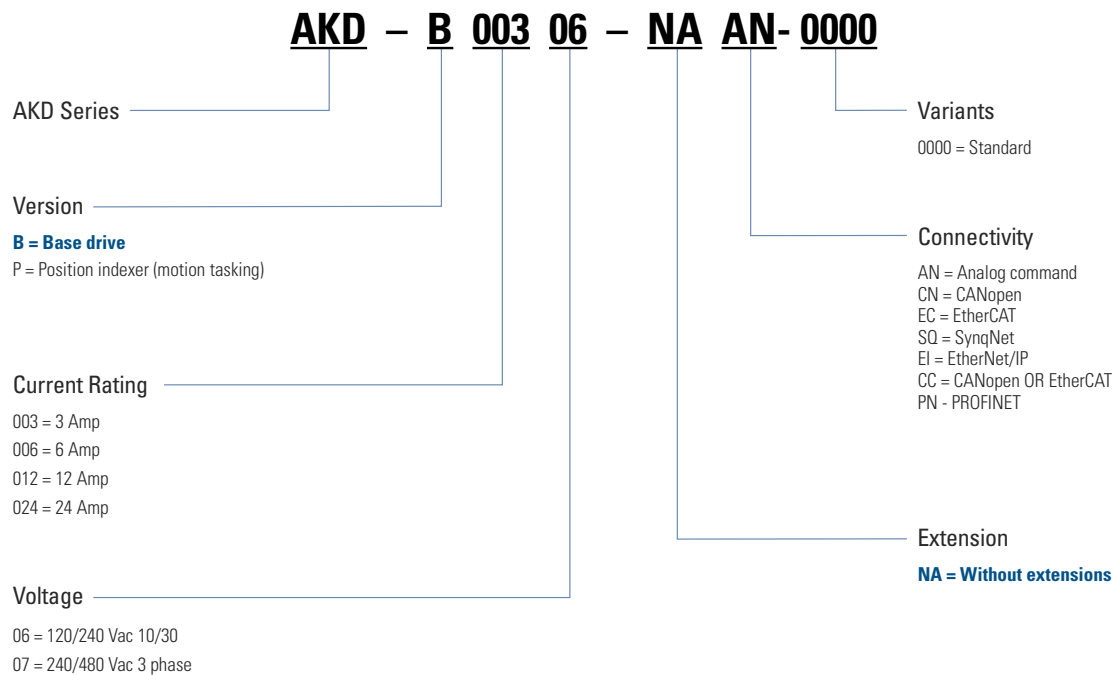 AKD – B 003 06 – NA AN- 0000
AKD Series
Version
B = Base drive
P = Position indexer (motion tasking)
Current Rating
003 = 3 Amp
006 = 6 Amp
012 = 12 Amp
024 = 24 Amp
Voltage
06 = 120/240 Vac 10/30
07 = 240/480 Vac 3 phase
Variants
0000 = Standard
Connectivity
AN = Analog command
CN = CANopen
EC = EtherCAT
SQ = SynqNet
EI = EtherNet/IP
CC = CANopen OR EtherCAT
PN - PROFINET
Extension
NA = Without extensions